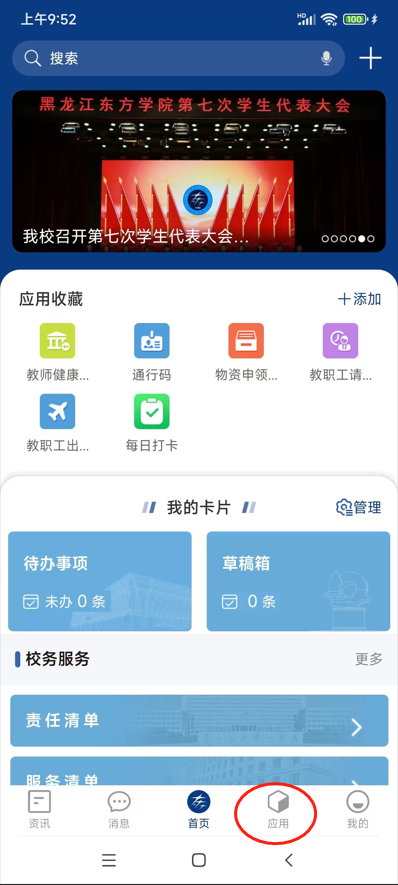 上午9:52
HD
100
搜索
黑龙江东方学院第七次学生代表大会
我校召开第七次学生代表大会...
应用收藏
+添加
教师健康...
通行码
物资申领...
教职工请...
教职工出...
每日打卡
我的卡片
管理
待办事项
草稿箱
未办 0 条
0 条
校务服务
更多
责任清单
服务清单
资讯
消息
首页
应用
我的